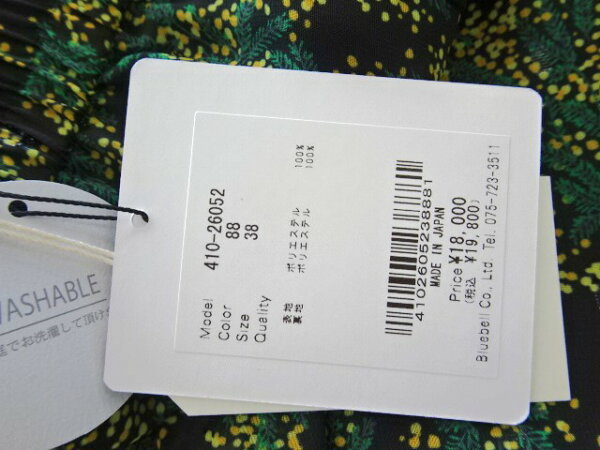 Model 410-26052
Color 88
Size 38
Quality
表地 ポリエステル 100%
裏地 ポリエステル 100%
4102605238881
MADE IN JAPAN
Price ¥18,000
(税込 ¥19,800)
Bluebell Co., Ltd. Tel. 075-723-3511
WASHABLE
でお洗濯して頂け